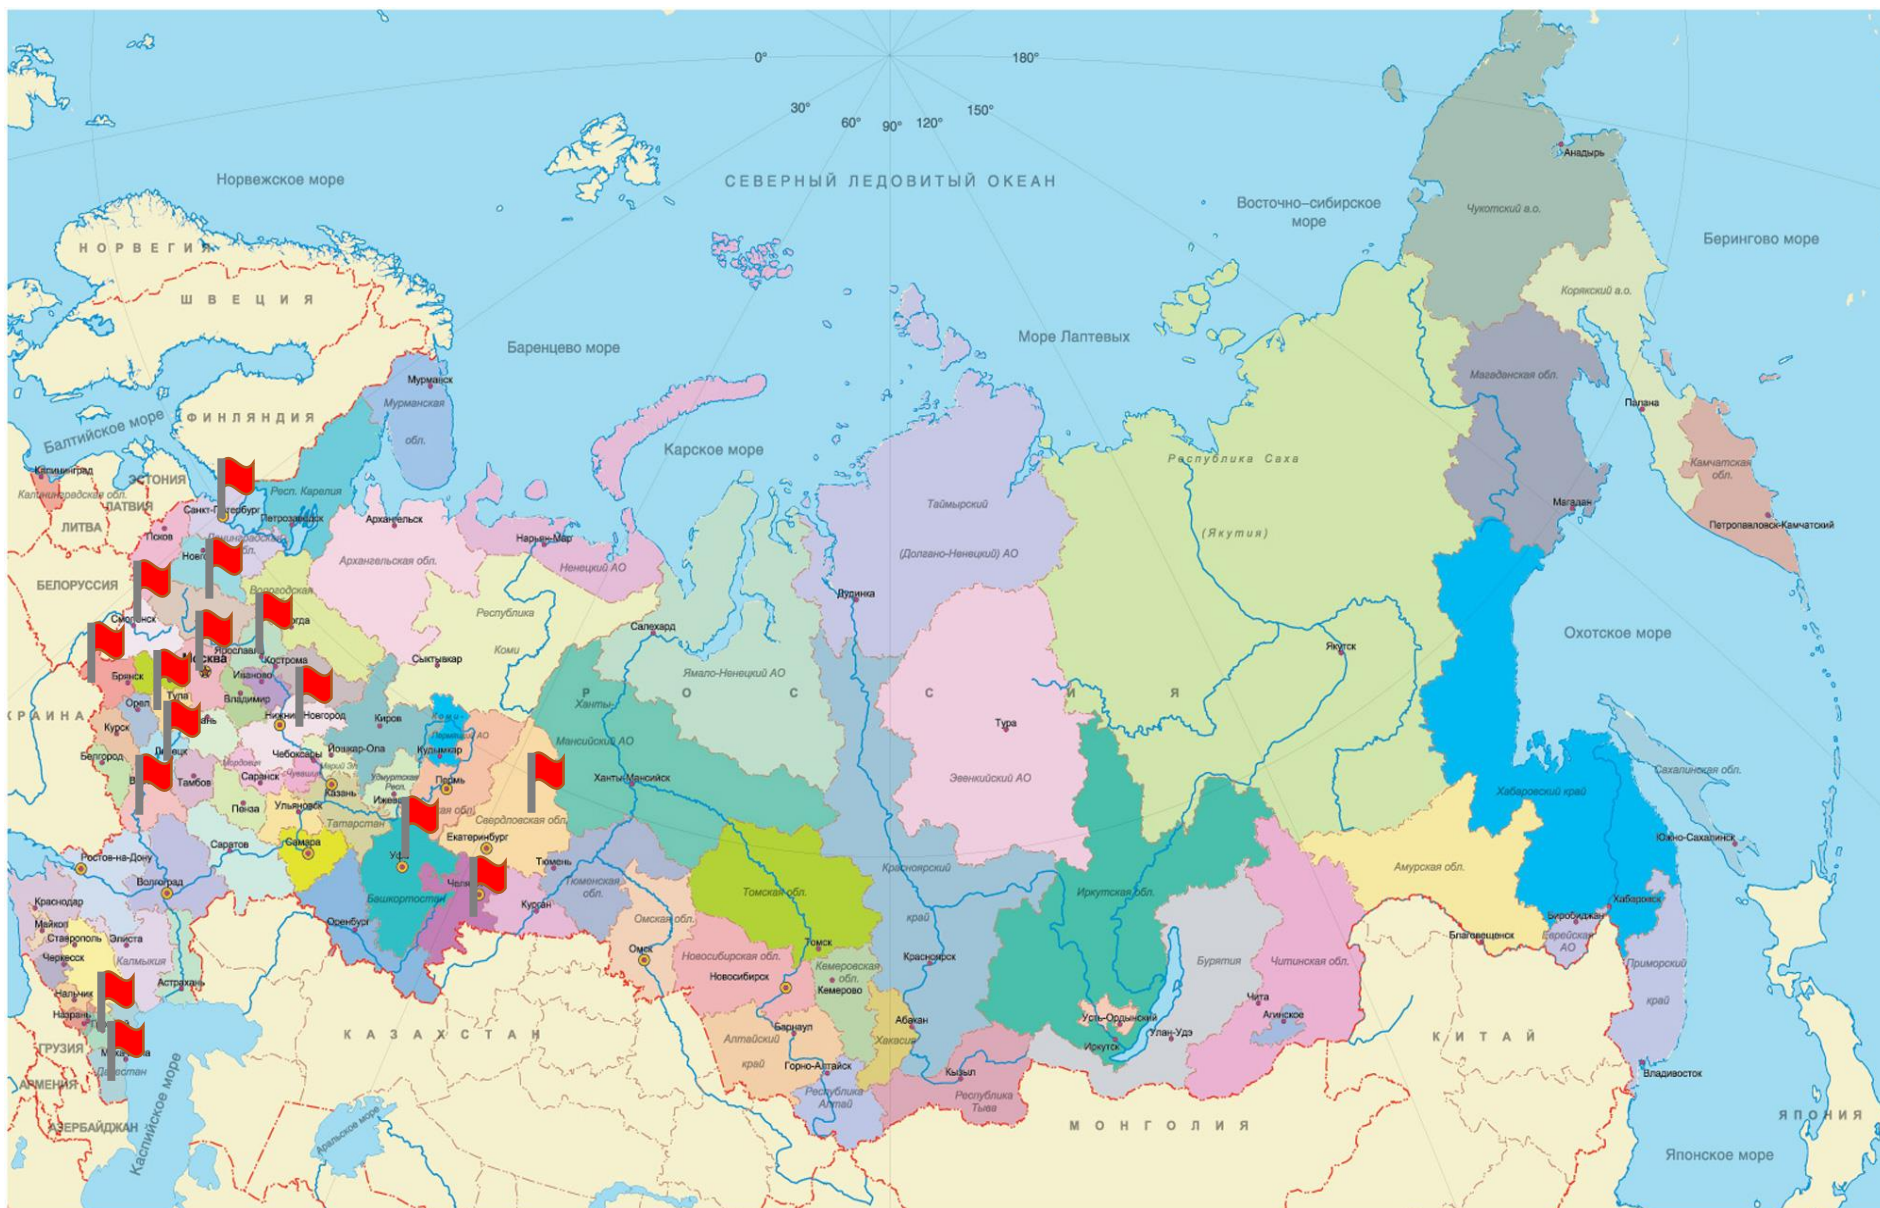 0°
180°
30°
60°
90°
120°
150°
Норвежское море
СЕВЕРНЫЙ ЛЕДОВИТЫЙ ОКЕАН
Восточно–сибирское
море
Берингово море
Анадырь
Чукотский а.о.
Корякский а.о.
НОРВЕГИЯ
ШВЕЦИЯ
ФИНЛЯНДИЯ
Баренцево море
Море Лаптевых
Карское море
Балтийское море
Мурманск
Мурманская
обл.
Магаданская обл.
Палана
Камчатская
обл.
Петропавловск-Камчатский
Магадан
Республика Саха
(Якутия)
Якутск
Таймырский
(Долгано-Ненецкий) АО
Дудинка
Калининград
Калининградская обл.
ЭСТОНИЯ
ЛАТВИЯ
ЛИТВА
БЕЛОРУССИЯ
Санкт-Петербург
Псков
Респ. Карелия
Петрозаводск
Архангельск
Архангельская обл.
Нарьян-Мар
Ненецкий АО
Республика
Коми
Сыктывкар
Салехард
Ямало-Ненецкий АО
Ханты-
Мансийский АО
Ханты-Мансийск
РОССИЯ
Тура
Эвенкийский АО
Охотское море
Сахалинская обл.
Южно-Сахалинск
Хабаровский край
Хабаровск
Амурская обл.
Благовещенск
Биробиджан
Еврейская
АО
Приморский
край
Владивосток
Москва
Кострома
Иваново
Владимир
Тула
Брянск
Орел
Курск
Белгород
Тамбов
Пенза
Саранск
Мордовия
Чебоксары
Чувашия
Йошкар-Ола
Киров
Кудымкар
Пермь
Удмуртская
Респ.
Казань
Татарстан
Ульяновск
Самара
Саратов
Свердловская обл.
Екатеринбург
Тюмень
Тюменская
обл.
Курган
Башкортостан
Оренбург
Ростов-на-Дону
Волгоград
Краснодар
Майкоп
Ставрополь
Черкесск
Элиста
Калмыкия
Астрахань
Нальчик
Назрань
ГРУЗИЯ
АРМЕНИЯ
АЗЕРБАЙДЖАН
Каспийское море
Аральское море
КАЗАХСТАН
Омская обл.
Омск
Томская обл.
Томск
Новосибирская обл.
Новосибирск
Кемеровская
обл.
Кемерово
Барнаул
Алтайский
край
Горно-Алтайск
Республика
Алтай
Красноярский
край
Красноярск
Абакан
Хакасия
Кызыл
Республика
Тыва
Иркутская обл.
Усть-Ордынский
Иркутск
Улан-Удэ
Бурятия
Читинская обл.
Чита
Агинское
МОНГОЛИЯ
КИТАЙ
ЯПОНИЯ
Японское море